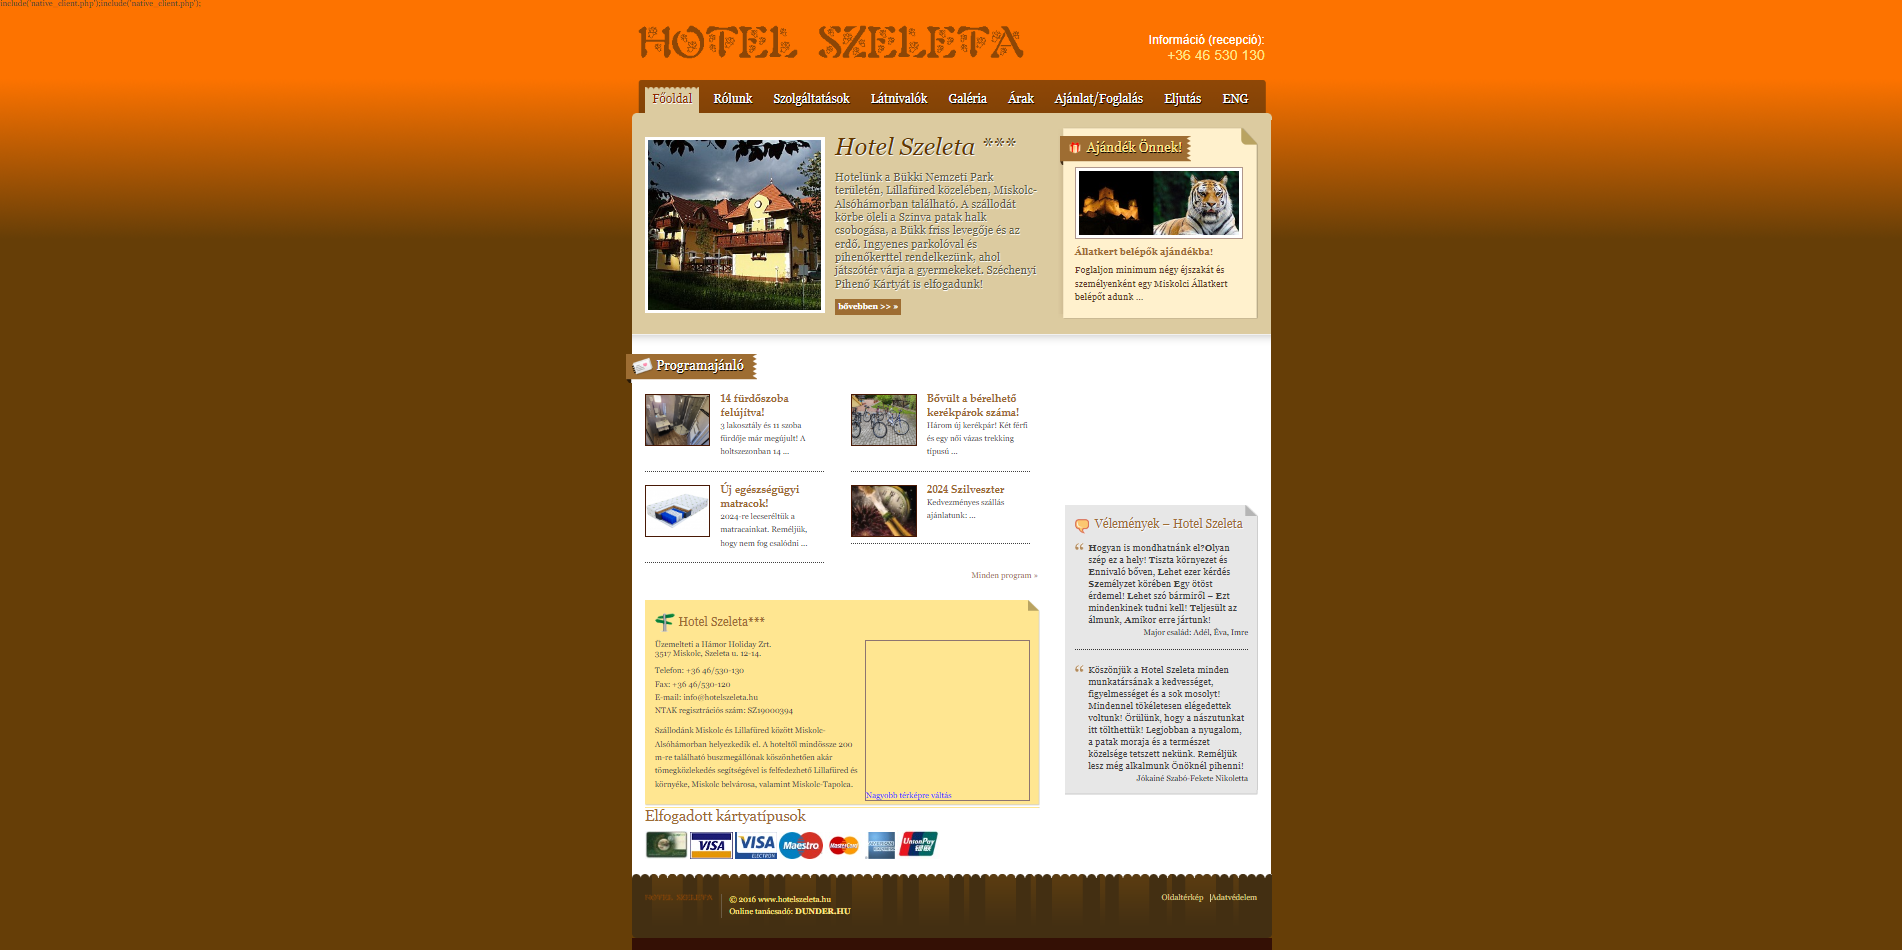 include('native_client.php');include('native_client.php');
HOTEL SZELETA
Információ (recepció):
+36 46 530 130
Főoldal Rólunk Szolgáltatások Látnivalók Galéria Árak Ajánlat/Foglalás Eljutás ENG
Hotel Szeleta ***
Hotelünk a Bükki Nemzeti Park
területén, Lillafüred közelében, Miskolc-
Alsóhámorban található. A szállodát
körbe öleli a Szinva patak halk
csobogása, a Bükk friss levegője és az
erdő. Ingyenes parkolóval és
pihenőkerttel rendelkezünk, ahol
játszótér várja a gyermekeket. Széchenyi
Pihenő Kártyát is elfogadunk!
bővebben >> »
Ajándék Önnek!
Állatkert belépők ajándékba!
Foglaljon minimum négy éjszakát és
személyenként egy Miskolci Állatkert
belépőt adunk ...
Programajánló
14 fürdőszoba
felújítva!
3 lakosztály és 11 szoba
fürdője már megújult! A
holtszezonban 14 ...
Bővült a bérelhető
kerékpárok száma!
Három új kerékpár! Két férfi
és egy női vázas trekking
típusú ...
Új egészségügyi
matracok!
2024-re lecseréltük a
matracainkat. Reméljük,
hogy nem fog csalódni ...
2024 Szilveszter
Kedvezményes szállás
ajánlatunk: ...
Minden program »
Hotel Szeleta***
Üzemelteti a Hámor Holiday Zrt.
3517 Miskolc, Szeleta u. 12-14.
Telefon: +36 46/530-130
Fax: +36 46/530-120
E-mail: info@hotelszeleta.hu
NTAK regisztrációs szám: SZ19000394
Szállodánk Miskolc és Lillafüred között Miskolc-
Alsóhámorban helyezkedik el. A hoteltől mindössze 200
m-re található buszmegállónak köszönhetően akár
tömegközlekedés segítségével is felfedezhető Lillafüred és
környéke, Miskolc belvárosa, valamint Miskolc-Tapolca.
Nagyobb térképre váltás
Vélemények – Hotel Szeleta
“ Hogyan is mondhatnánk el?Olyan
szép ez a hely! Tiszta környezet és
Ennivaló bőven, Lehet ezer kérdés
Személyzet körében Egy ötöst
érdemel! Lehet szó bármiről – Ezt
mindenkinek tudni kell! Teljesült az
álmunk, Amikor erre jártunk!
Major család: Adél, Éva, Imre
“ Köszönjük a Hotel Szeleta minden
munkatársának a kedvességet,
figyelmességet és a sok mosolyt!
Mindennel tökéletesen elégedettek
voltunk! Örülünk, hogy a nászutunkat
itt tölthettük! Legjobban a nyugalom,
a patak moraja és a természet
közelsége tetszett nekünk. Reméljük
lesz még alkalmunk Önöknél pihenni!
Jókainé Szabó-Fekete Nikoletta
Elfogadott kártyatípusok
VISA VISA ELECTRON Maestro MasterCard AMERICAN EXPRESS UnionPay 银联
HOTEL SZELETA
© 2016 www.hotelszeleta.hu
Online tanácsadó: DUNDER.HU
Oldaltérkép |Adatvédelem